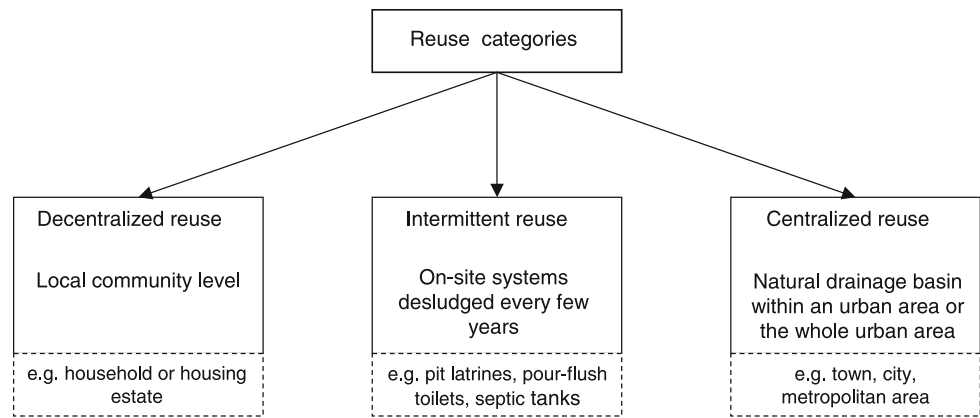 Reuse categories
Decentralized reuse
Local community level
e.g. household or housing
estate
Intermittent reuse
On-site systems
desludged every few
years
e.g. pit latrines, pour-flush
toilets, septic tanks
Centralized reuse
Natural drainage basin
within an urban area or
the whole urban area
e.g. town, city,
metropolitan area